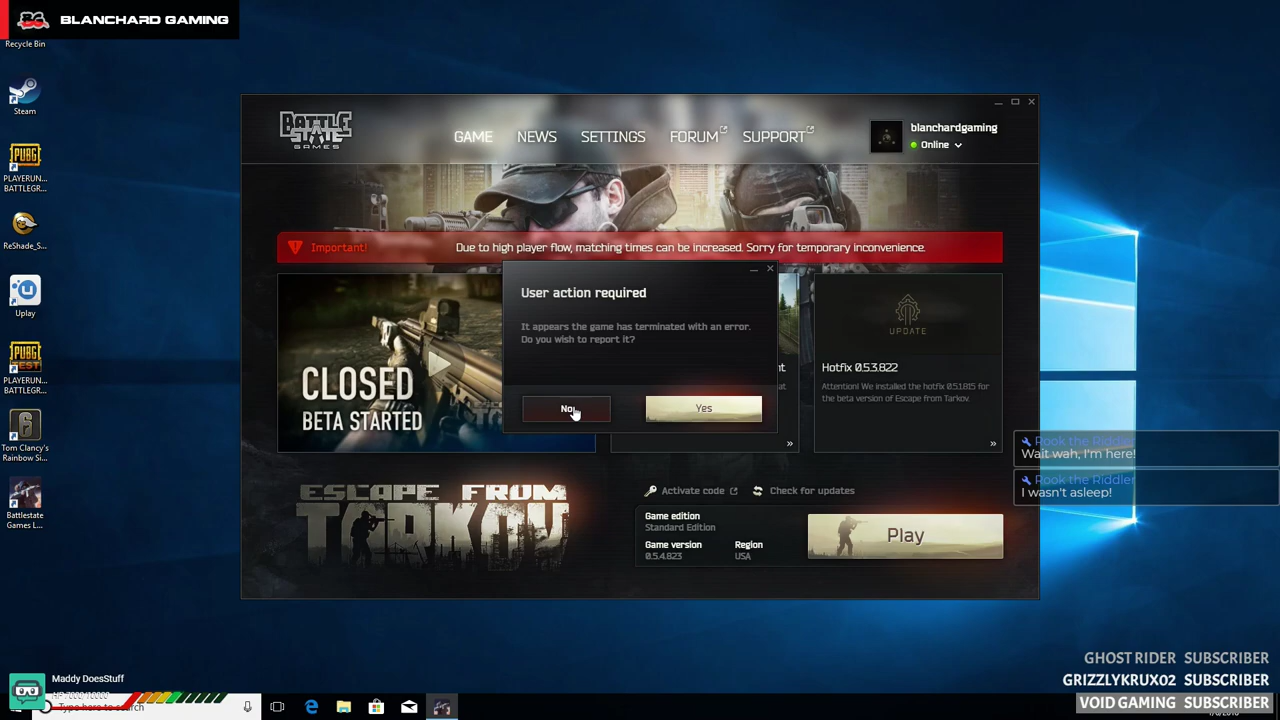 BLANCHARD GAMING
Recycle Bin
Steam
PLAYERUN...
BATTLEGR...
ReShade_S...
Uplay
PLAYERUN...
BATTLEGR...
Tom Clancy's
Rainbow Si...
Battlestate
Games L...
BATTLE
STATE
GAMES
GAME
NEWS
SETTINGS
FORUM
SUPPORT
blanchardgaming
Online
Important!
Due to high player flow, matching times can be increased. Sorry for temporary inconvenience.
CLOSED
BETA STARTED
User action required
It appears the game has terminated with an error.
Do you wish to report it?
No
Yes
UPDATE
Hotfix 0.5.3.822
Attention! We installed the hotfix 0.5.1.815 for
the beta version of Escape from Tarkov.
»
»
ESCAPE FROM
TARKOV
Activate code
Check for updates
Game edition
Standard Edition
Game version
0.5.4.823
Region
USA
Play
Rook the Riddler
Wait wah, I'm here!
Rook the Riddler
I wasn't asleep!
Maddy DoesStuff
Type here to search
GHOST RIDER SUBSCRIBER
GRIZZLYKRUX02 SUBSCRIBER
VOID GAMING SUBSCRIBER